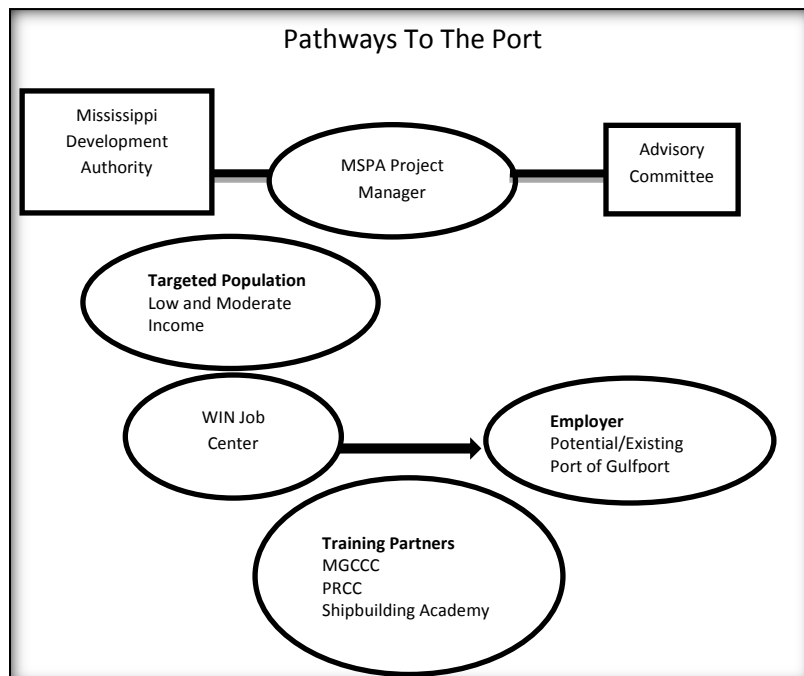 Pathways To The Port
Mississippi
Development
Authority
MSPA Project
Manager
Advisory
Committee
Targeted Population
Low and Moderate
Income
WIN Job
Center
Employer
Potential/Existing
Port of Gulfport
Training Partners
MGCCC
PRCC
Shipbuilding Academy